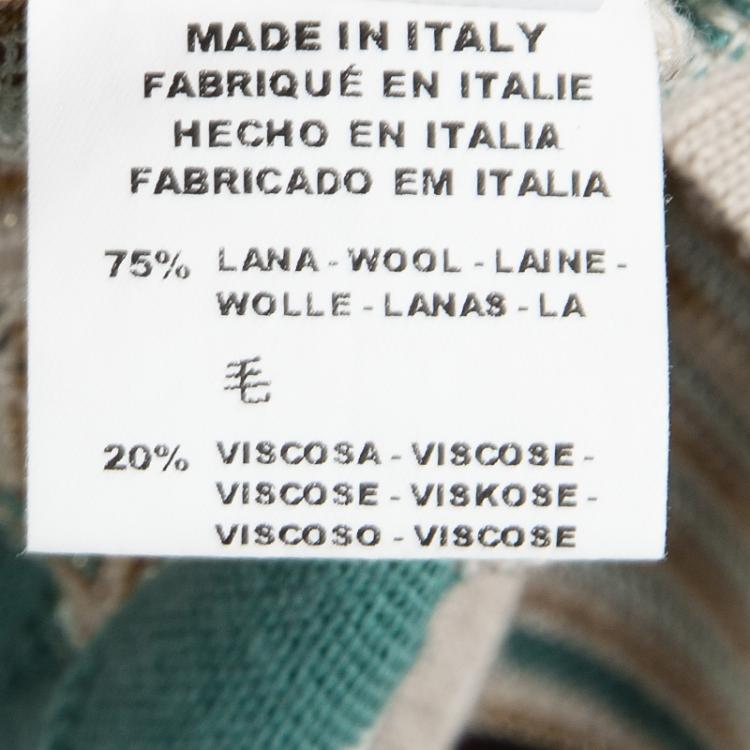 MADE IN ITALY
FABRIQUÉ EN ITALIE
HECHO EN ITALIA
FABRICADO EM ITALIA
75% LANA - WOOL - LAINE -
WOLLE - LANAS - LA
毛
20% VISCOSA - VISCOSE -
VISCOSE - VISKOSE -
VISCOSO - VISCOSE